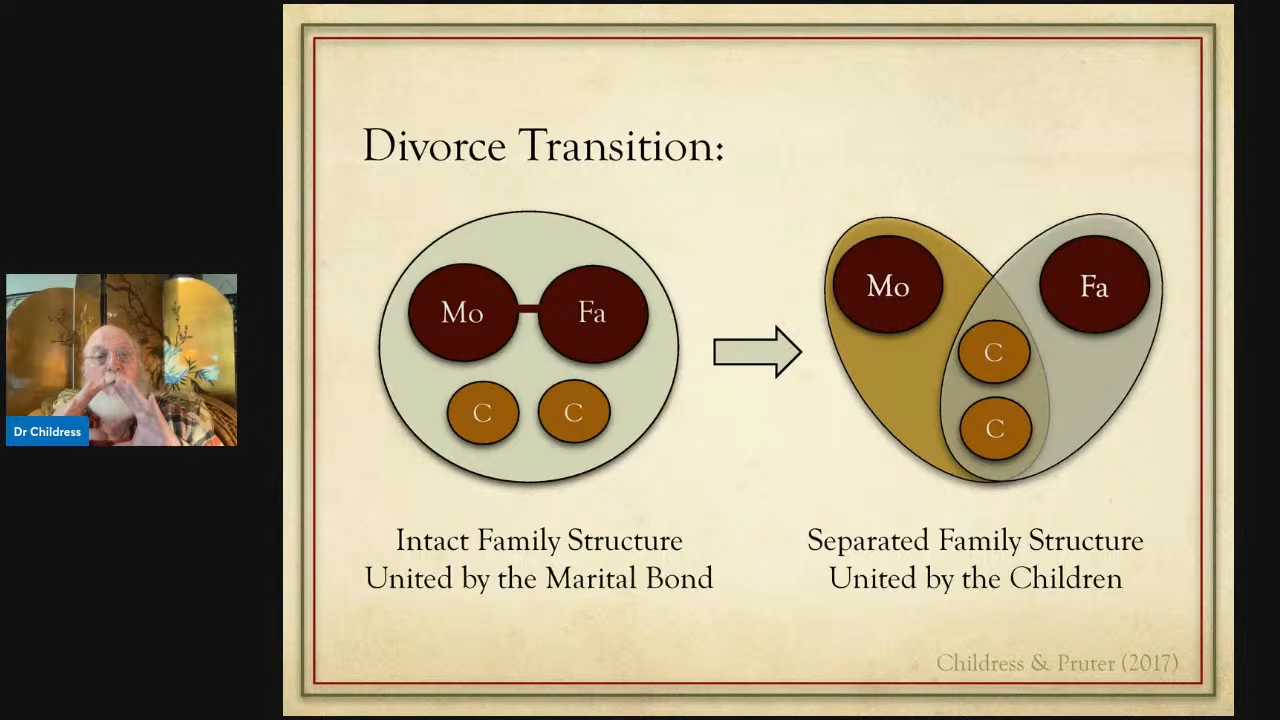 Divorce Transition:
Mo
Fa
C
C
Mo
Fa
C
C
Intact Family Structure
United by the Marital Bond
Separated Family Structure
United by the Children
Childress & Pruter (2017)
Dr Childress